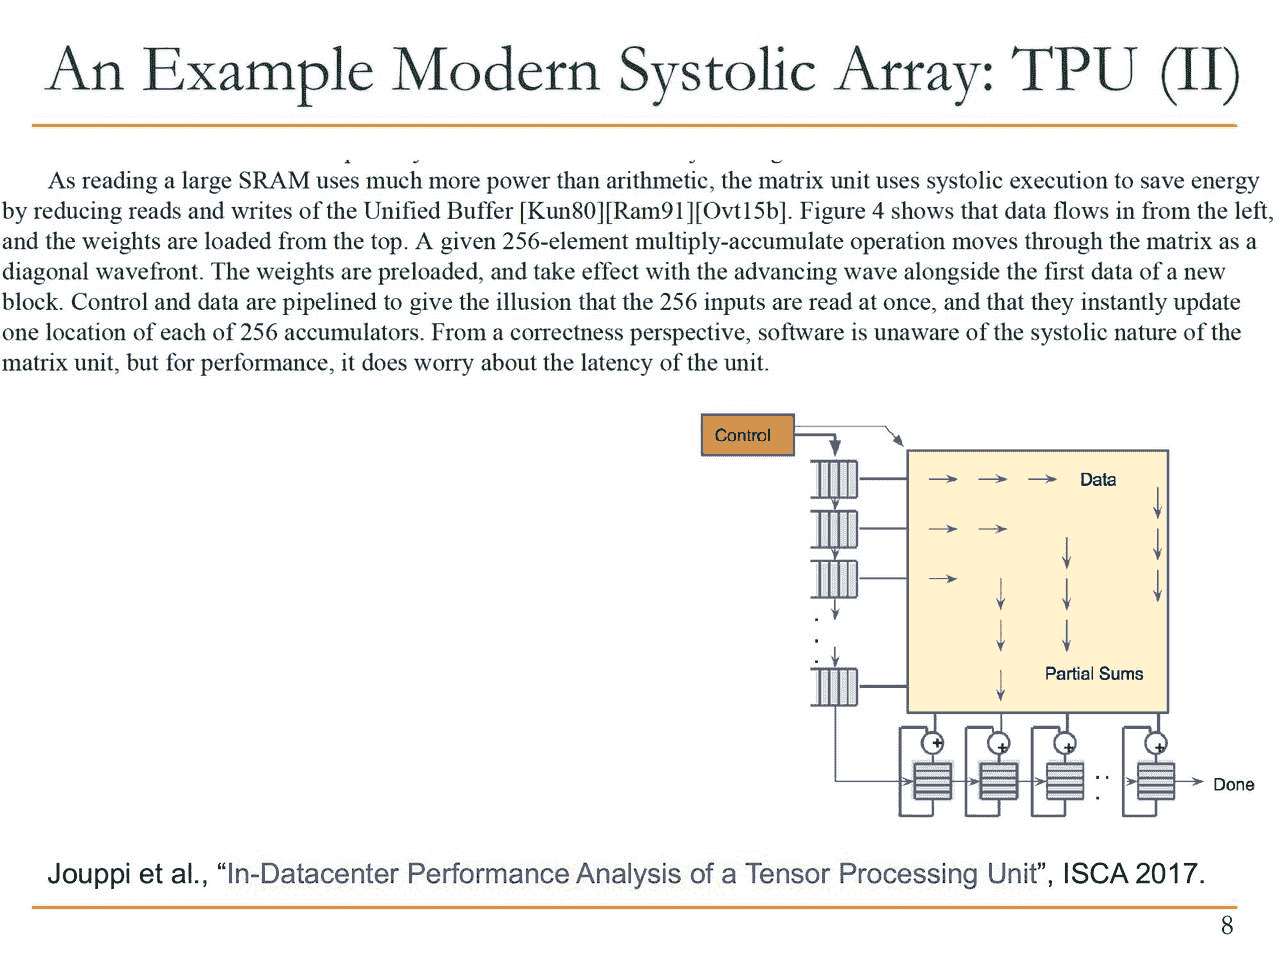 An Example Modern Systolic Array: TPU (II)
As reading a large SRAM uses much more power than arithmetic, the matrix unit uses systolic execution to save energy
by reducing reads and writes of the Unified Buffer [Kun80][Ram91][Ovt15b]. Figure 4 shows that data flows in from the left,
and the weights are loaded from the top. A given 256-element multiply-accumulate operation moves through the matrix as a
diagonal wavefront. The weights are preloaded, and take effect with the advancing wave alongside the first data of a new
block. Control and data are pipelined to give the illusion that the 256 inputs are read at once, and that they instantly update
one location of each of 256 accumulators. From a correctness perspective, software is unaware of the systolic nature of the
matrix unit, but for performance, it does worry about the latency of the unit.
Control
Data
Partial Sums
+ + + +
Done
Jouppi et al., “In-Datacenter Performance Analysis of a Tensor Processing Unit”, ISCA 2017.
8